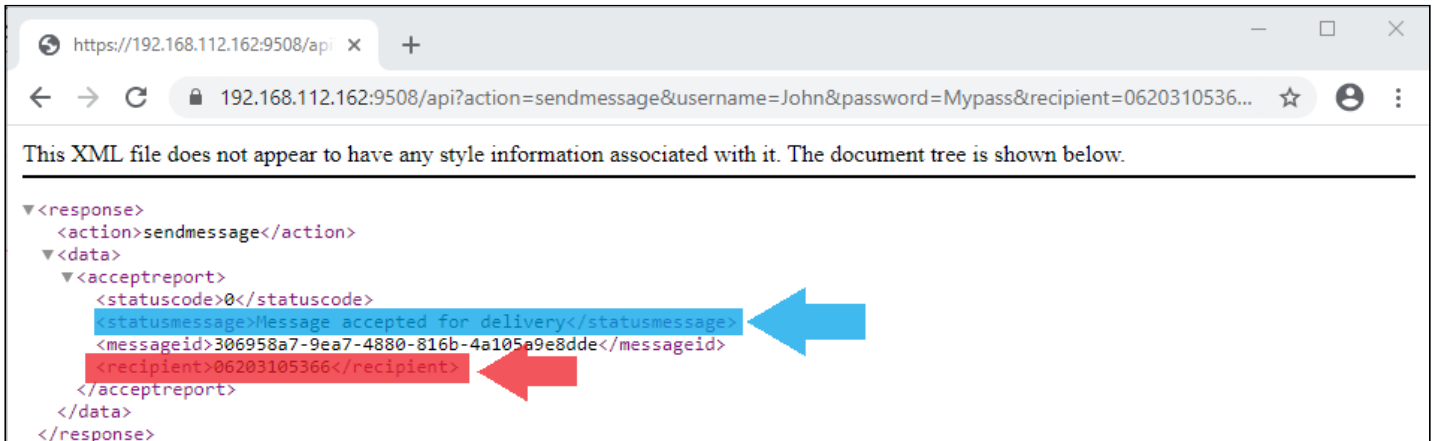 https://192.168.112.162:9508/api
192.168.112.162:9508/api?action=sendmessage&username=John&password=Mypass&recipient=0620310536...
This XML file does not appear to have any style information associated with it. The document tree is shown below.
▼<response>
<action>sendmessage</action>
▼<data>
▼<acceptreport>
<statuscode>0</statuscode>
<statusmessage>Message accepted for delivery</statusmessage>
<messageid>306958a7-9ea7-4880-816b-4a105a9e8dde</messageid>
<recipient>06203105366</recipient>
</acceptreport>
</data>
</response>